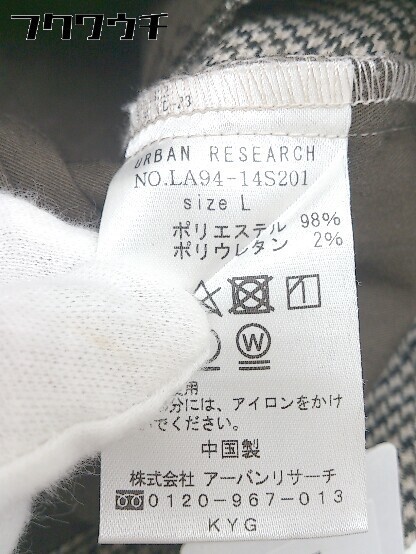 フクワウチ
URBAN RESEARCH
NO.LA94-14S201
size L
ポリエステル 98%
ポリウレタン 2%
W
使用
分には、アイロンをかけ
いでください。
中国製
株式会社 アーバンリサーチ
0120-967-013
KYG